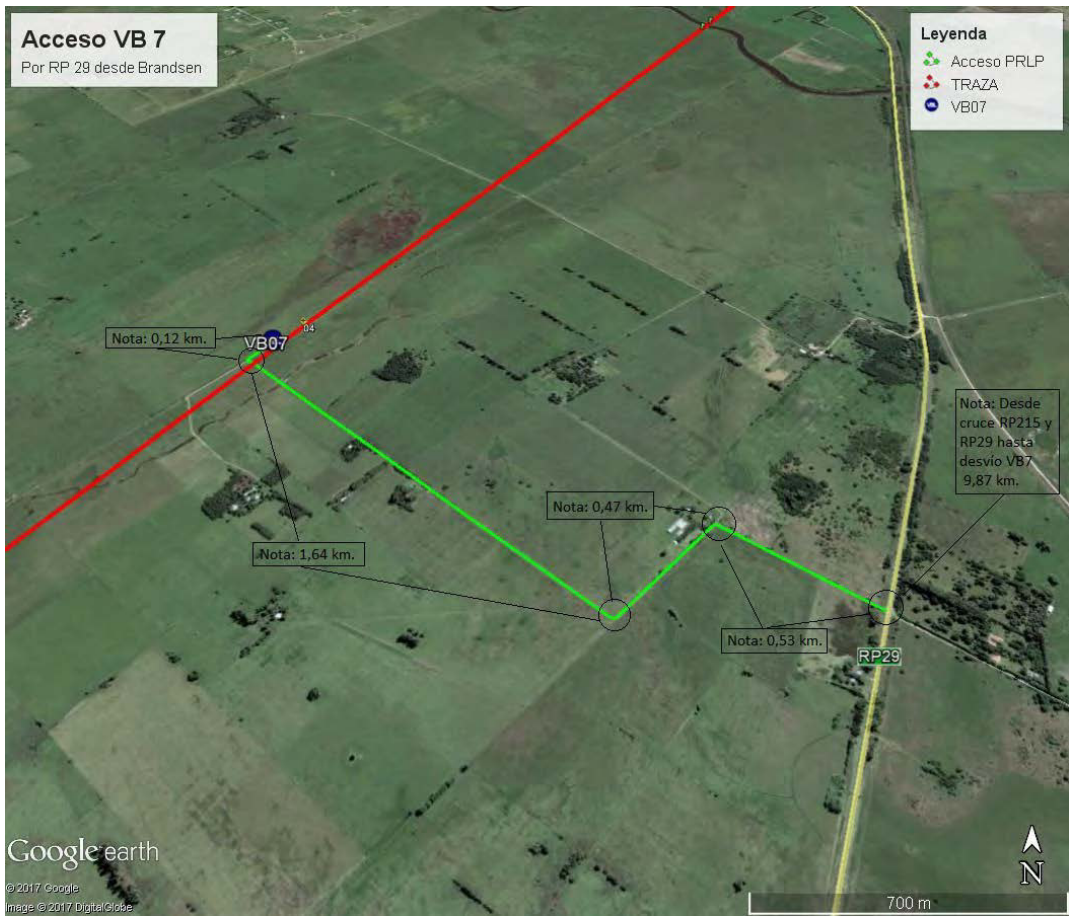 Acceso VB 7
Por RP 29 desde Brandsen
Leyenda
Acceso PRLP
TRAZA
VB07
Nota: 0,12 km.
VB07
04
Nota: Desde
cruce RP215 y
RP29 hasta
desvío VB7
9,87 km.
Nota: 0,47 km.
Nota: 1,64 km.
Nota: 0,53 km.
RP29
Google earth
© 2017 Google
Image © 2017 DigitalGlobe
N
700 m